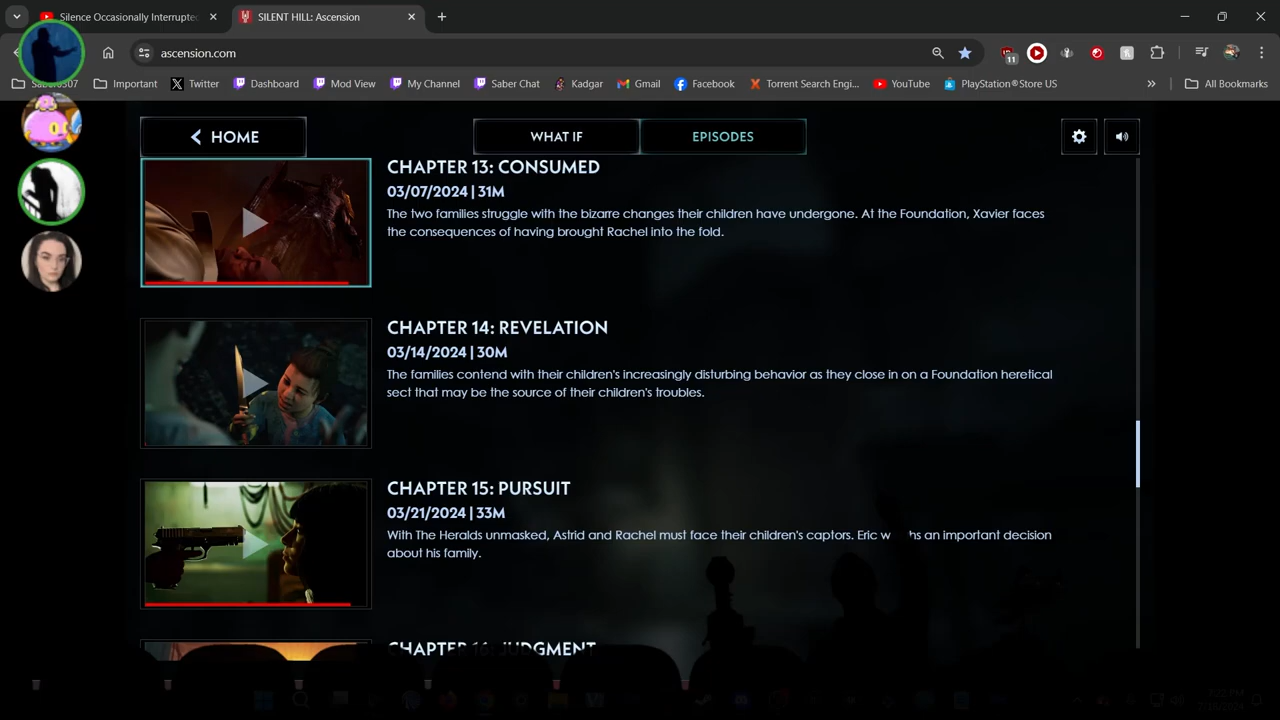 Silence Occasionally Interrupted
SILENT HILL: Ascension
ascension.com
11
Important
Twitter
Dashboard
Mod View
My Channel
Saber Chat
Kadgar
Gmail
Facebook
Torrent Search Engi...
YouTube
PlayStation®Store US
All Bookmarks
HOME
WHAT IF
EPISODES
CHAPTER 13: CONSUMED
03/07/2024 | 31M
The two families struggle with the bizarre changes their children have undergone. At the Foundation, Xavier faces
the consequences of having brought Rachel into the fold.
CHAPTER 14: REVELATION
03/14/2024 | 30M
The families contend with their children's increasingly disturbing behavior as they close in on a Foundation heretical
sect that may be the source of their children's troubles.
CHAPTER 15: PURSUIT
03/21/2024 | 33M
With The Heralds unmasked, Astrid and Rachel must face their children's captors. Eric w hs an important decision
about his family.
CHAPTER 16: JUDGMENT